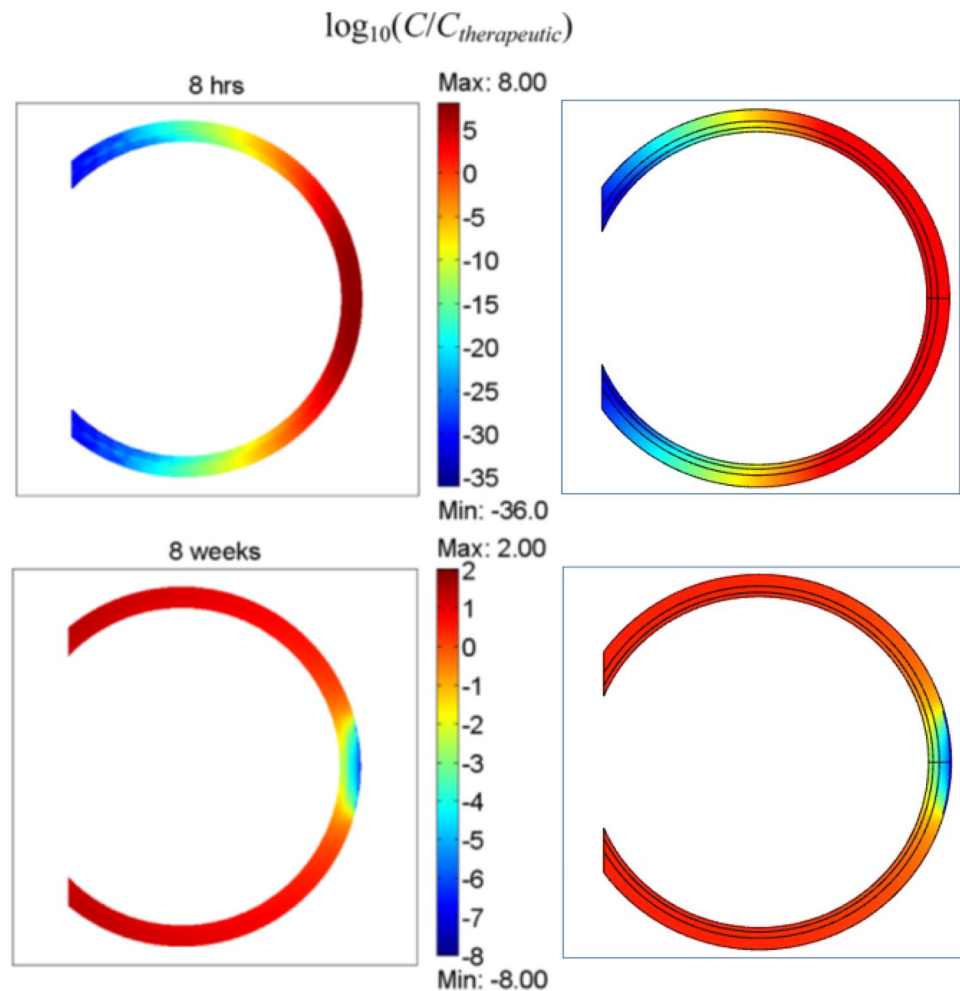 log₁₀(C/C_therapeutic)
8 hrs
Max: 8.00
5
0
-5
-10
-15
-20
-25
-30
-35
Min: -36.0
8 weeks
Max: 2.00
2
1
0
-1
-2
-3
-4
-5
-6
-7
-8
Min: -8.00